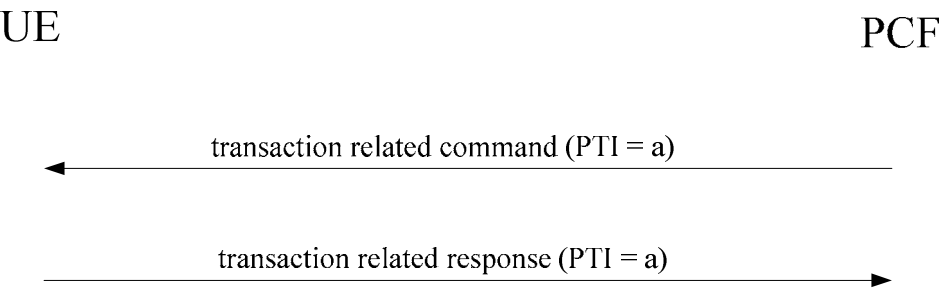 UE
PCF
transaction related command (PTI = a)
transaction related response (PTI = a)